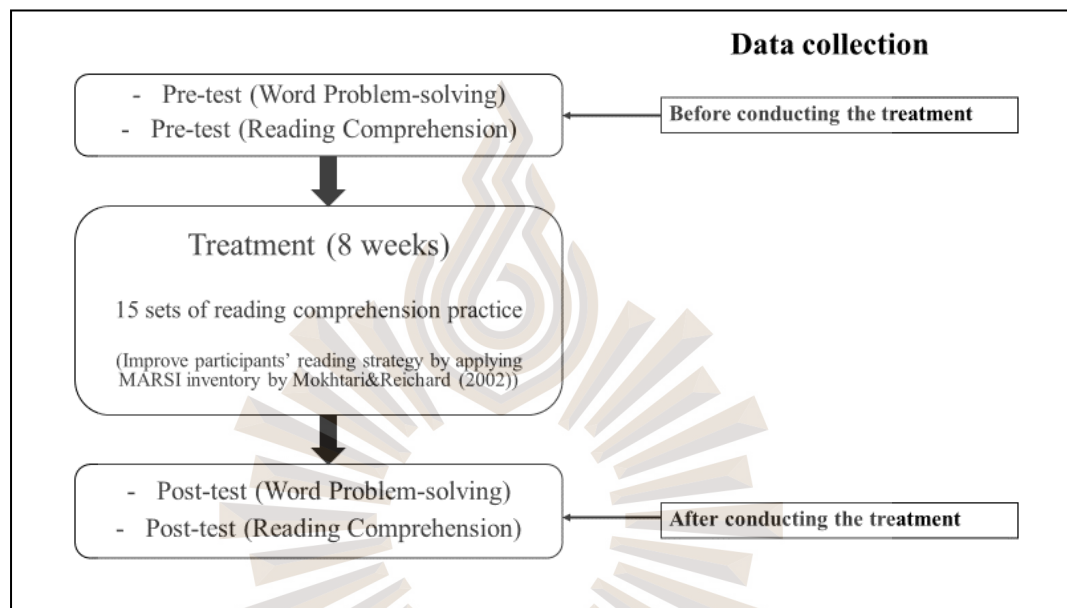 Data collection
- Pre-test (Word Problem-solving)
- Pre-test (Reading Comprehension)
Before conducting the treatment
Treatment (8 weeks)
15 sets of reading comprehension practice
(Improve participants' reading strategy by applying
MARSI inventory by Mokhtari&Reichard (2002))
- Post-test (Word Problem-solving)
- Post-test (Reading Comprehension)
After conducting the treatment